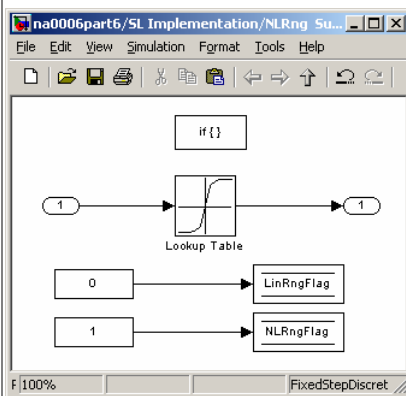 na0006part6/SL Implementation/NLRng Su...
File Edit View Simulation Format Tools Help
if { }
1
1
Lookup Table
0
LinRngFlag
1
NLRngFlag
F 100%
FixedStepDiscret